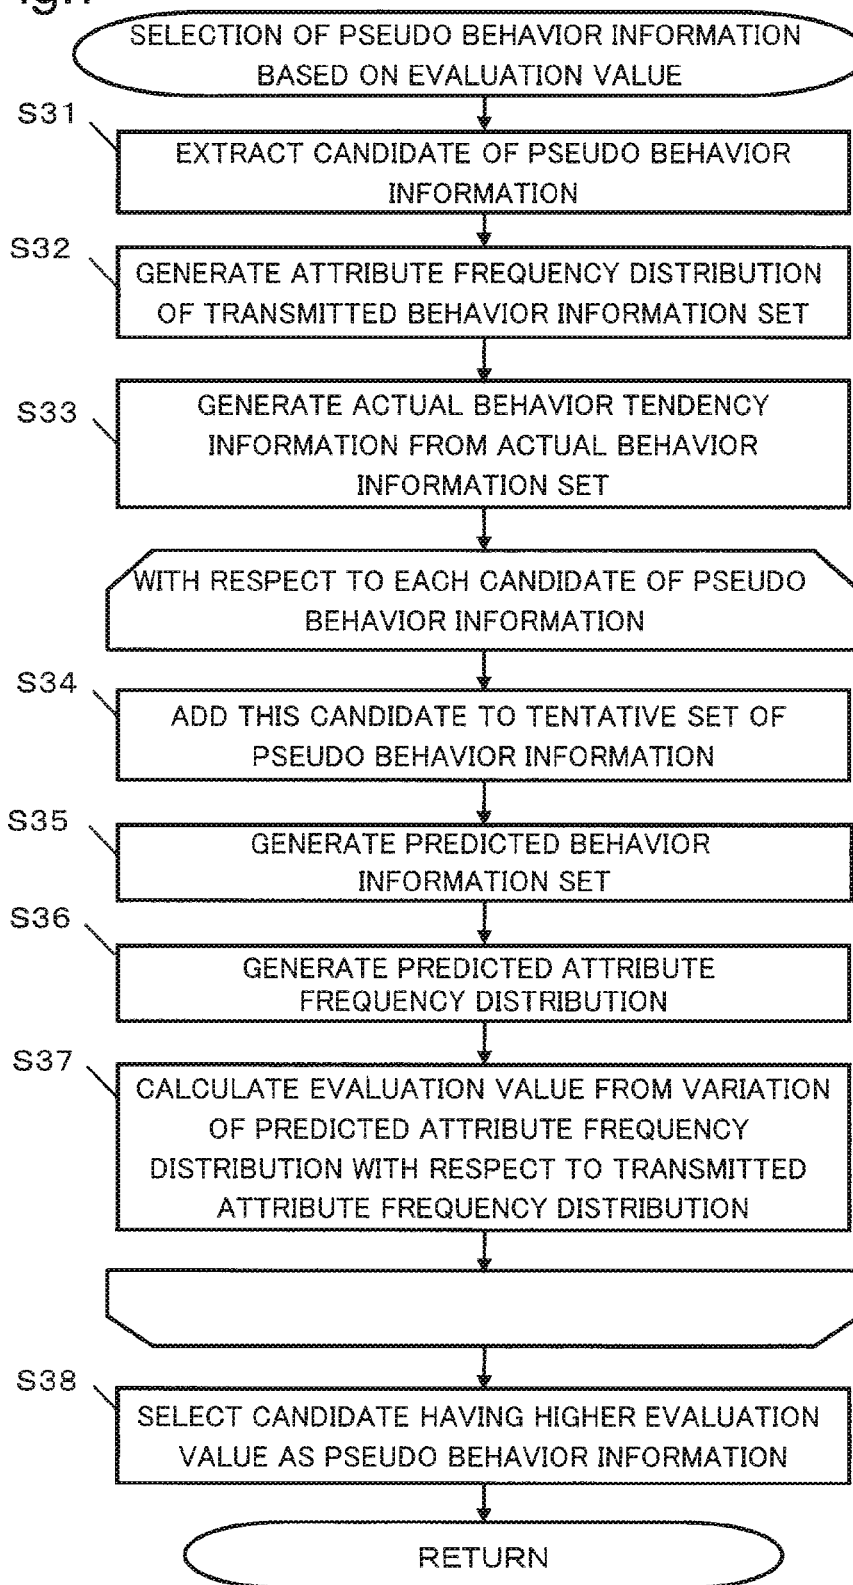 SELECTION OF PSEUDO BEHAVIOR INFORMATION
BASED ON EVALUATION VALUE
S31
EXTRACT CANDIDATE OF PSEUDO BEHAVIOR
INFORMATION
S32
GENERATE ATTRIBUTE FREQUENCY DISTRIBUTION
OF TRANSMITTED BEHAVIOR INFORMATION SET
S33
GENERATE ACTUAL BEHAVIOR TENDENCY
INFORMATION FROM ACTUAL BEHAVIOR
INFORMATION SET
WITH RESPECT TO EACH CANDIDATE OF PSEUDO
BEHAVIOR INFORMATION
S34
ADD THIS CANDIDATE TO TENTATIVE SET OF
PSEUDO BEHAVIOR INFORMATION
S35
GENERATE PREDICTED BEHAVIOR
INFORMATION SET
S36
GENERATE PREDICTED ATTRIBUTE
FREQUENCY DISTRIBUTION
S37
CALCULATE EVALUATION VALUE FROM VARIATION
OF PREDICTED ATTRIBUTE FREQUENCY
DISTRIBUTION WITH RESPECT TO TRANSMITTED
ATTRIBUTE FREQUENCY DISTRIBUTION
S38
SELECT CANDIDATE HAVING HIGHER EVALUATION
VALUE AS PSEUDO BEHAVIOR INFORMATION
RETURN